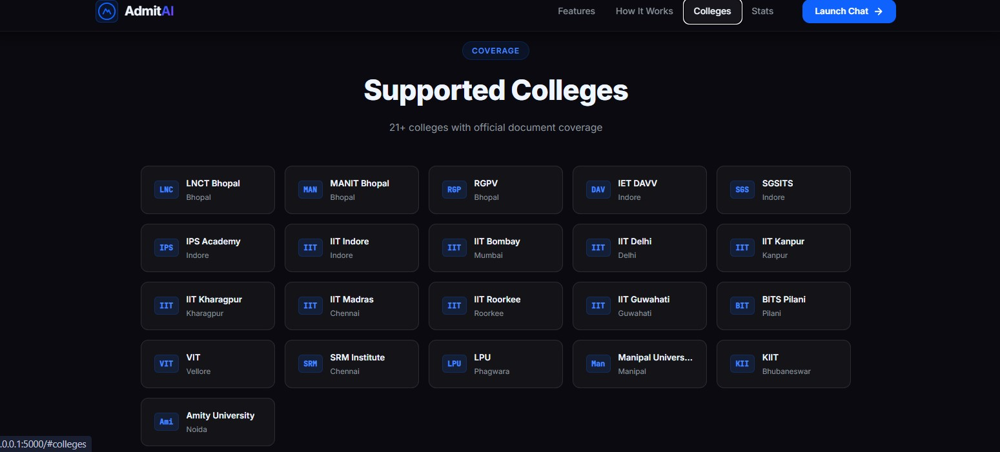 AdmitAI
Features How It Works Colleges Stats Launch Chat →
COVERAGE
Supported Colleges
21+ colleges with official document coverage
LNC LNCT Bhopal
Bhopal
MAN MANIT Bhopal
Bhopal
RGP RGPV
Bhopal
DAV IET DAVV
Indore
SGS SGSITS
Indore
IPS IPS Academy
Indore
IIT IIT Indore
Indore
IIT IIT Bombay
Mumbai
IIT IIT Delhi
Delhi
IIT IIT Kanpur
Kanpur
IIT IIT Kharagpur
Kharagpur
IIT IIT Madras
Chennai
IIT IIT Roorkee
Roorkee
IIT IIT Guwahati
Guwahati
BIT BITS Pilani
Pilani
VIT VIT
Vellore
SRM SRM Institute
Chennai
LPU LPU
Phagwara
Man Manipal Univers...
Manipal
KII KIIT
Bhubaneswar
Ami Amity University
Noida
.0.0.1:5000/#colleges